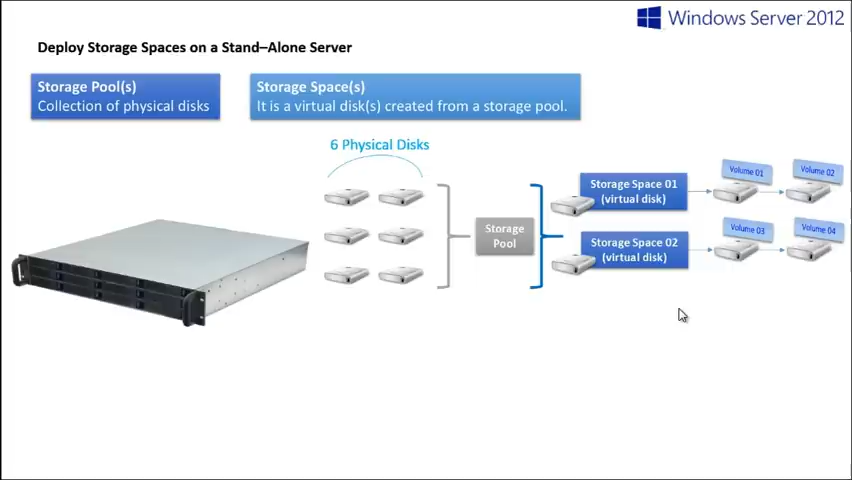 Windows Server 2012
Deploy Storage Spaces on a Stand–Alone Server
Storage Pool(s)
Collection of physical disks
Storage Space(s)
It is a virtual disk(s) created from a storage pool.
6 Physical Disks
Storage
Pool
Storage Space 01
(virtual disk)
Volume 01
Volume 02
Storage Space 02
(virtual disk)
Volume 03
Volume 04